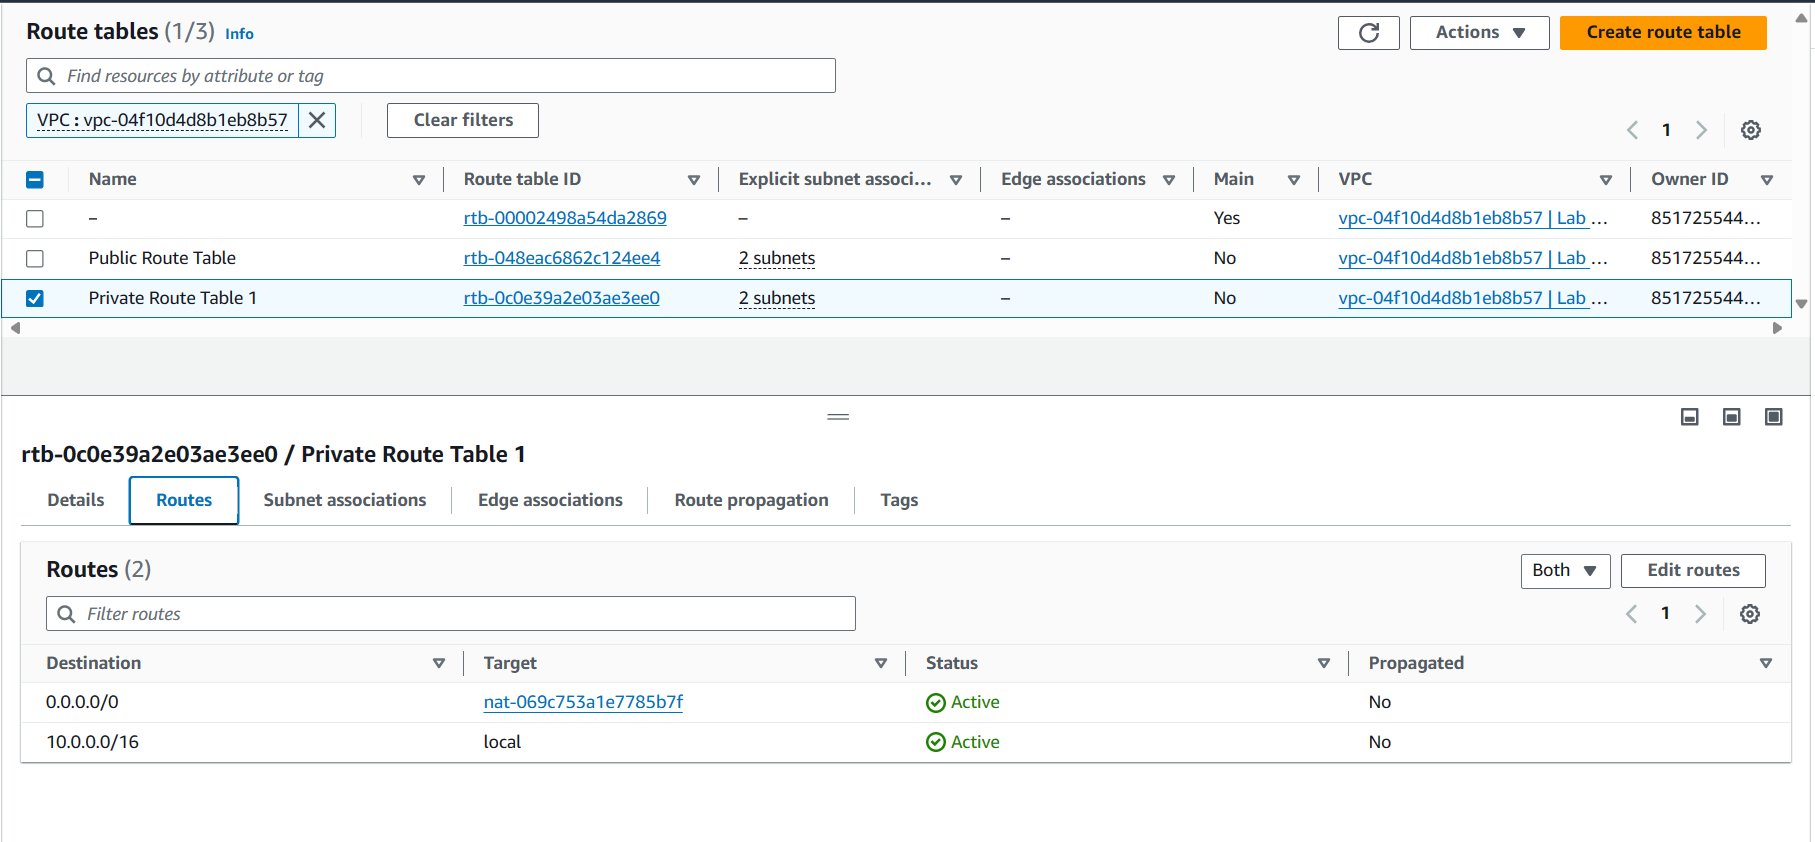 Route tables (1/3) Info
Actions
Create route table
Find resources by attribute or tag
VPC : vpc-04f10d4d8b1eb8b57
Clear filters
1
Name Route table ID Explicit subnet associ... Edge associations Main VPC Owner ID
– rtb-00002498a54da2869 – – Yes vpc-04f10d4d8b1eb8b57 | Lab ... 851725544...
Public Route Table rtb-048eac6862c124ee4 2 subnets – No vpc-04f10d4d8b1eb8b57 | Lab ... 851725544...
Private Route Table 1 rtb-0c0e39a2e03ae3ee0 2 subnets – No vpc-04f10d4d8b1eb8b57 | Lab ... 851725544...
rtb-0c0e39a2e03ae3ee0 / Private Route Table 1
Details Routes Subnet associations Edge associations Route propagation Tags
Routes (2)
Both
Edit routes
Filter routes
1
Destination Target Status Propagated
0.0.0.0/0 nat-069c753a1e7785b7f Active No
10.0.0.0/16 local Active No